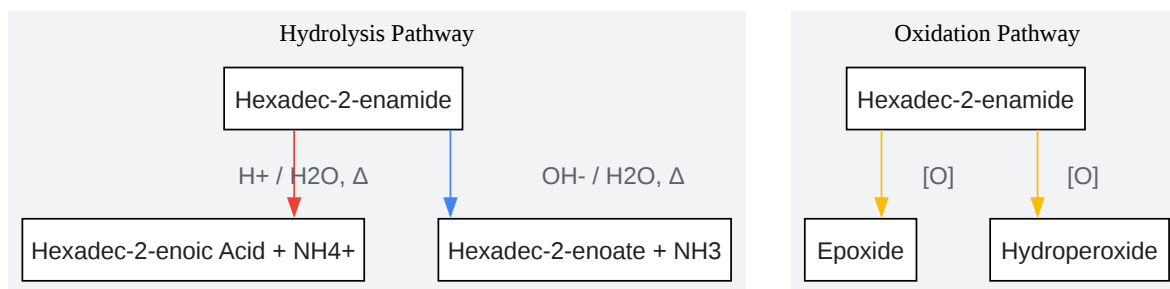 Hydrolysis Pathway
Hexadec-2-enamide
H+ / H2O, Δ
OH- / H2O, Δ
Hexadec-2-enoic Acid + NH4+
Hexadec-2-enoate + NH3
Oxidation Pathway
Hexadec-2-enamide
[O]
[O]
Epoxide
Hydroperoxide